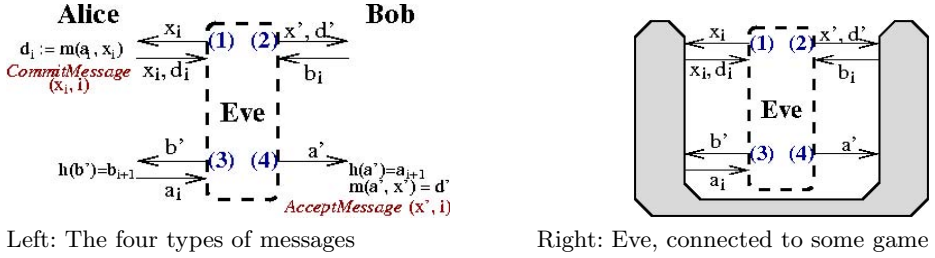 Alice
Bob
x_i
(1) (2)
x', d'
d_i := m(a_i, x_i)
CommitMessage
(x_i, i)
x_i, d_i
b_i
Eve
b'
(3) (4)
a'
h(b')=b_{i+1}
a_i
h(a')=a_{i+1}
m(a', x') = d'
AcceptMessage (x', i)
x_i
(1) (2)
x', d'
x_i, d_i
b_i
Eve
b'
(3) (4)
a'
a_i
Left: The four types of messages
Right: Eve, connected to some game